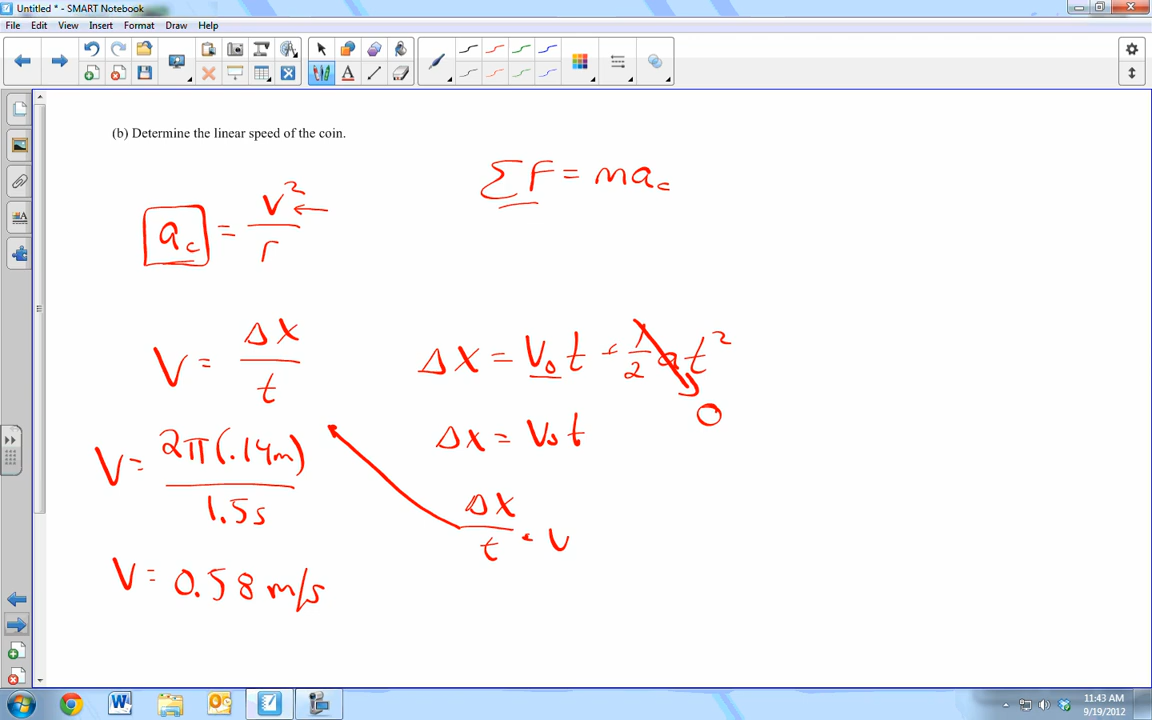 Untitled * - SMART Notebook
File Edit View Insert Format Draw Help
(b) Determine the linear speed of the coin.
ΣF = ma_c
a_c = v²/r
V = Δx/t
Δx = V₀t + 1/2 at² 0
V = 2π(.14m)/1.5s
Δx = V₀t
Δx/t = V
V = 0.58 m/s
11:43 AM
9/19/2012